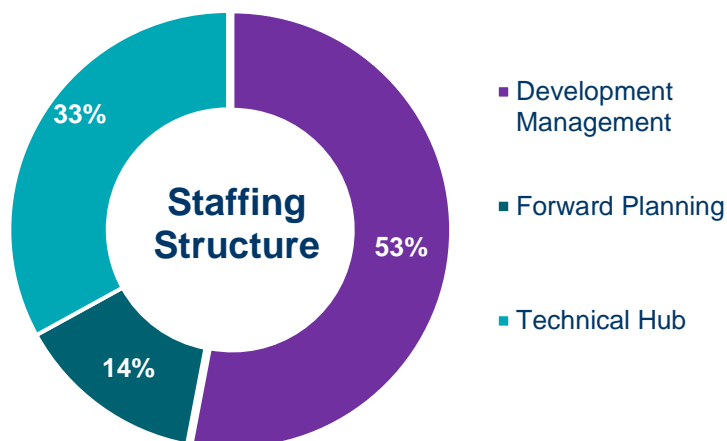 33%
53%
14%
Staffing
Structure
Development
Management
Forward Planning
Technical Hub